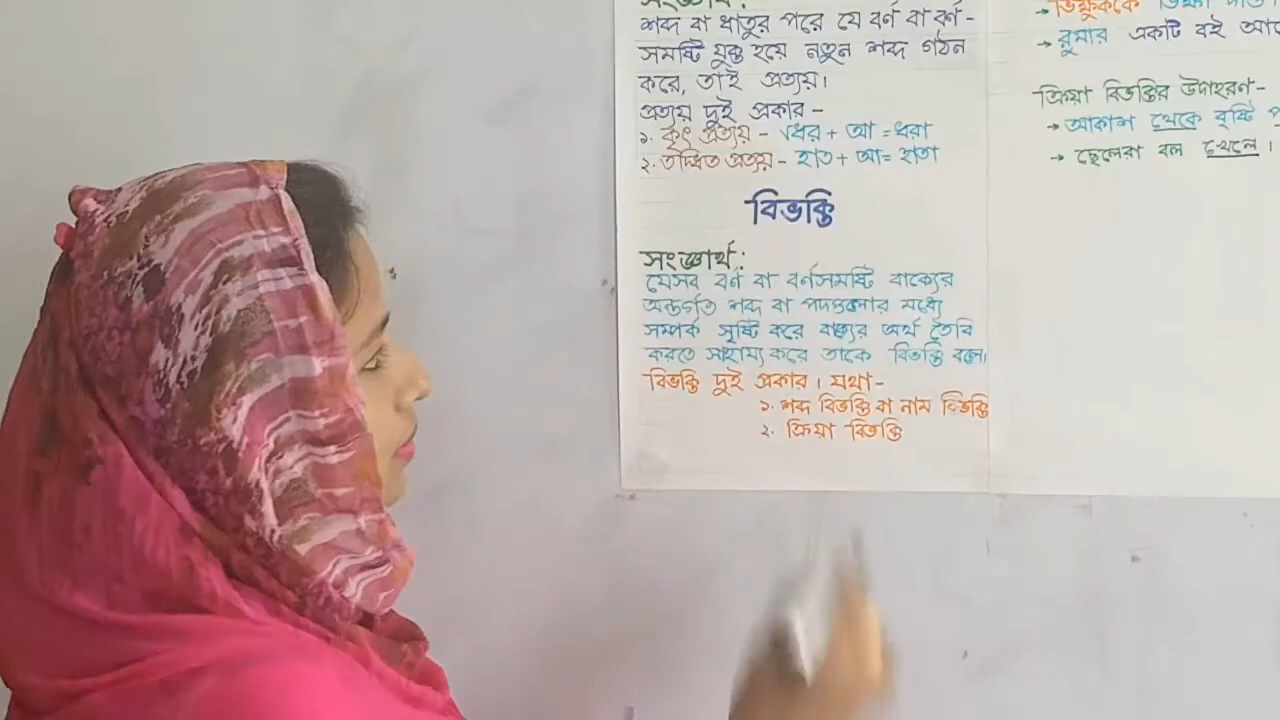 সংজ্ঞার্থ:
শব্দ বা ধাতুর পরে যে বর্ণ বা বর্ণ-
সমষ্টি যুক্ত হয়ে নতুন শব্দ গঠন
করে, তাই প্রত্যয়।
প্রত্যয় দুই প্রকার -
১. কৃৎ প্রত্যয় - √ধর + আ = ধরা
২. তদ্ধিত প্রত্যয় - হাত + আ = হাতা
বিভক্তি
সংজ্ঞার্থ:
যেসব বর্ণ বা বর্ণসমষ্টি বাক্যের
অন্তর্গত শব্দ বা পদগুলোর মধ্যে
সম্পর্ক সৃষ্টি করে বাক্যের অর্থ তৈরি
করতে সাহায্য করে তাকে বিভক্তি বলে।
বিভক্তি দুই প্রকার। যথা-
১. শব্দ বিভক্তি বা নাম বিভক্তি
২. ক্রিয়া বিভক্তি
→ ভিক্ষুককে ভিক্ষা দাও।
→ রুমার একটি বই
ক্রিয়া বিভক্তির উদাহরণ-
→ আকাশ থেকে বৃষ্টি
→ ছেলেরা বল খেলে।